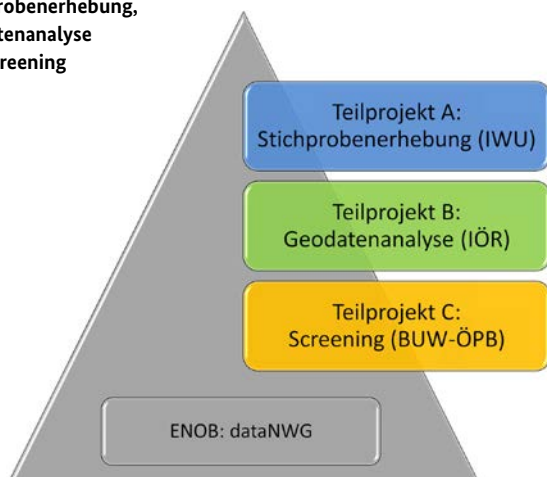 robenerhebung,
tenanalyse
reening
Teilprojekt A:
Stichprobenerhebung (IWU)
Teilprojekt B:
Geodatenanalyse (IÖR)
Teilprojekt C:
Screening (BUW-ÖPB)
ENOB: dataNWG